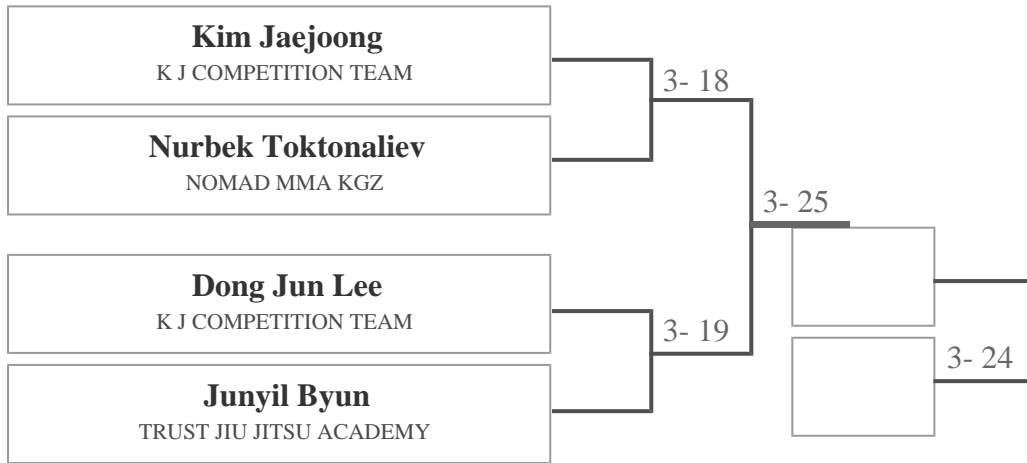 Kim Jaejoong
K J COMPETITION TEAM
3- 18
Nurbek Toktonaliev
NOMAD MMA KGZ
3- 25
Dong Jun Lee
K J COMPETITION TEAM
3- 19
Junyil Byun
TRUST JIU JITSU ACADEMY
3- 24